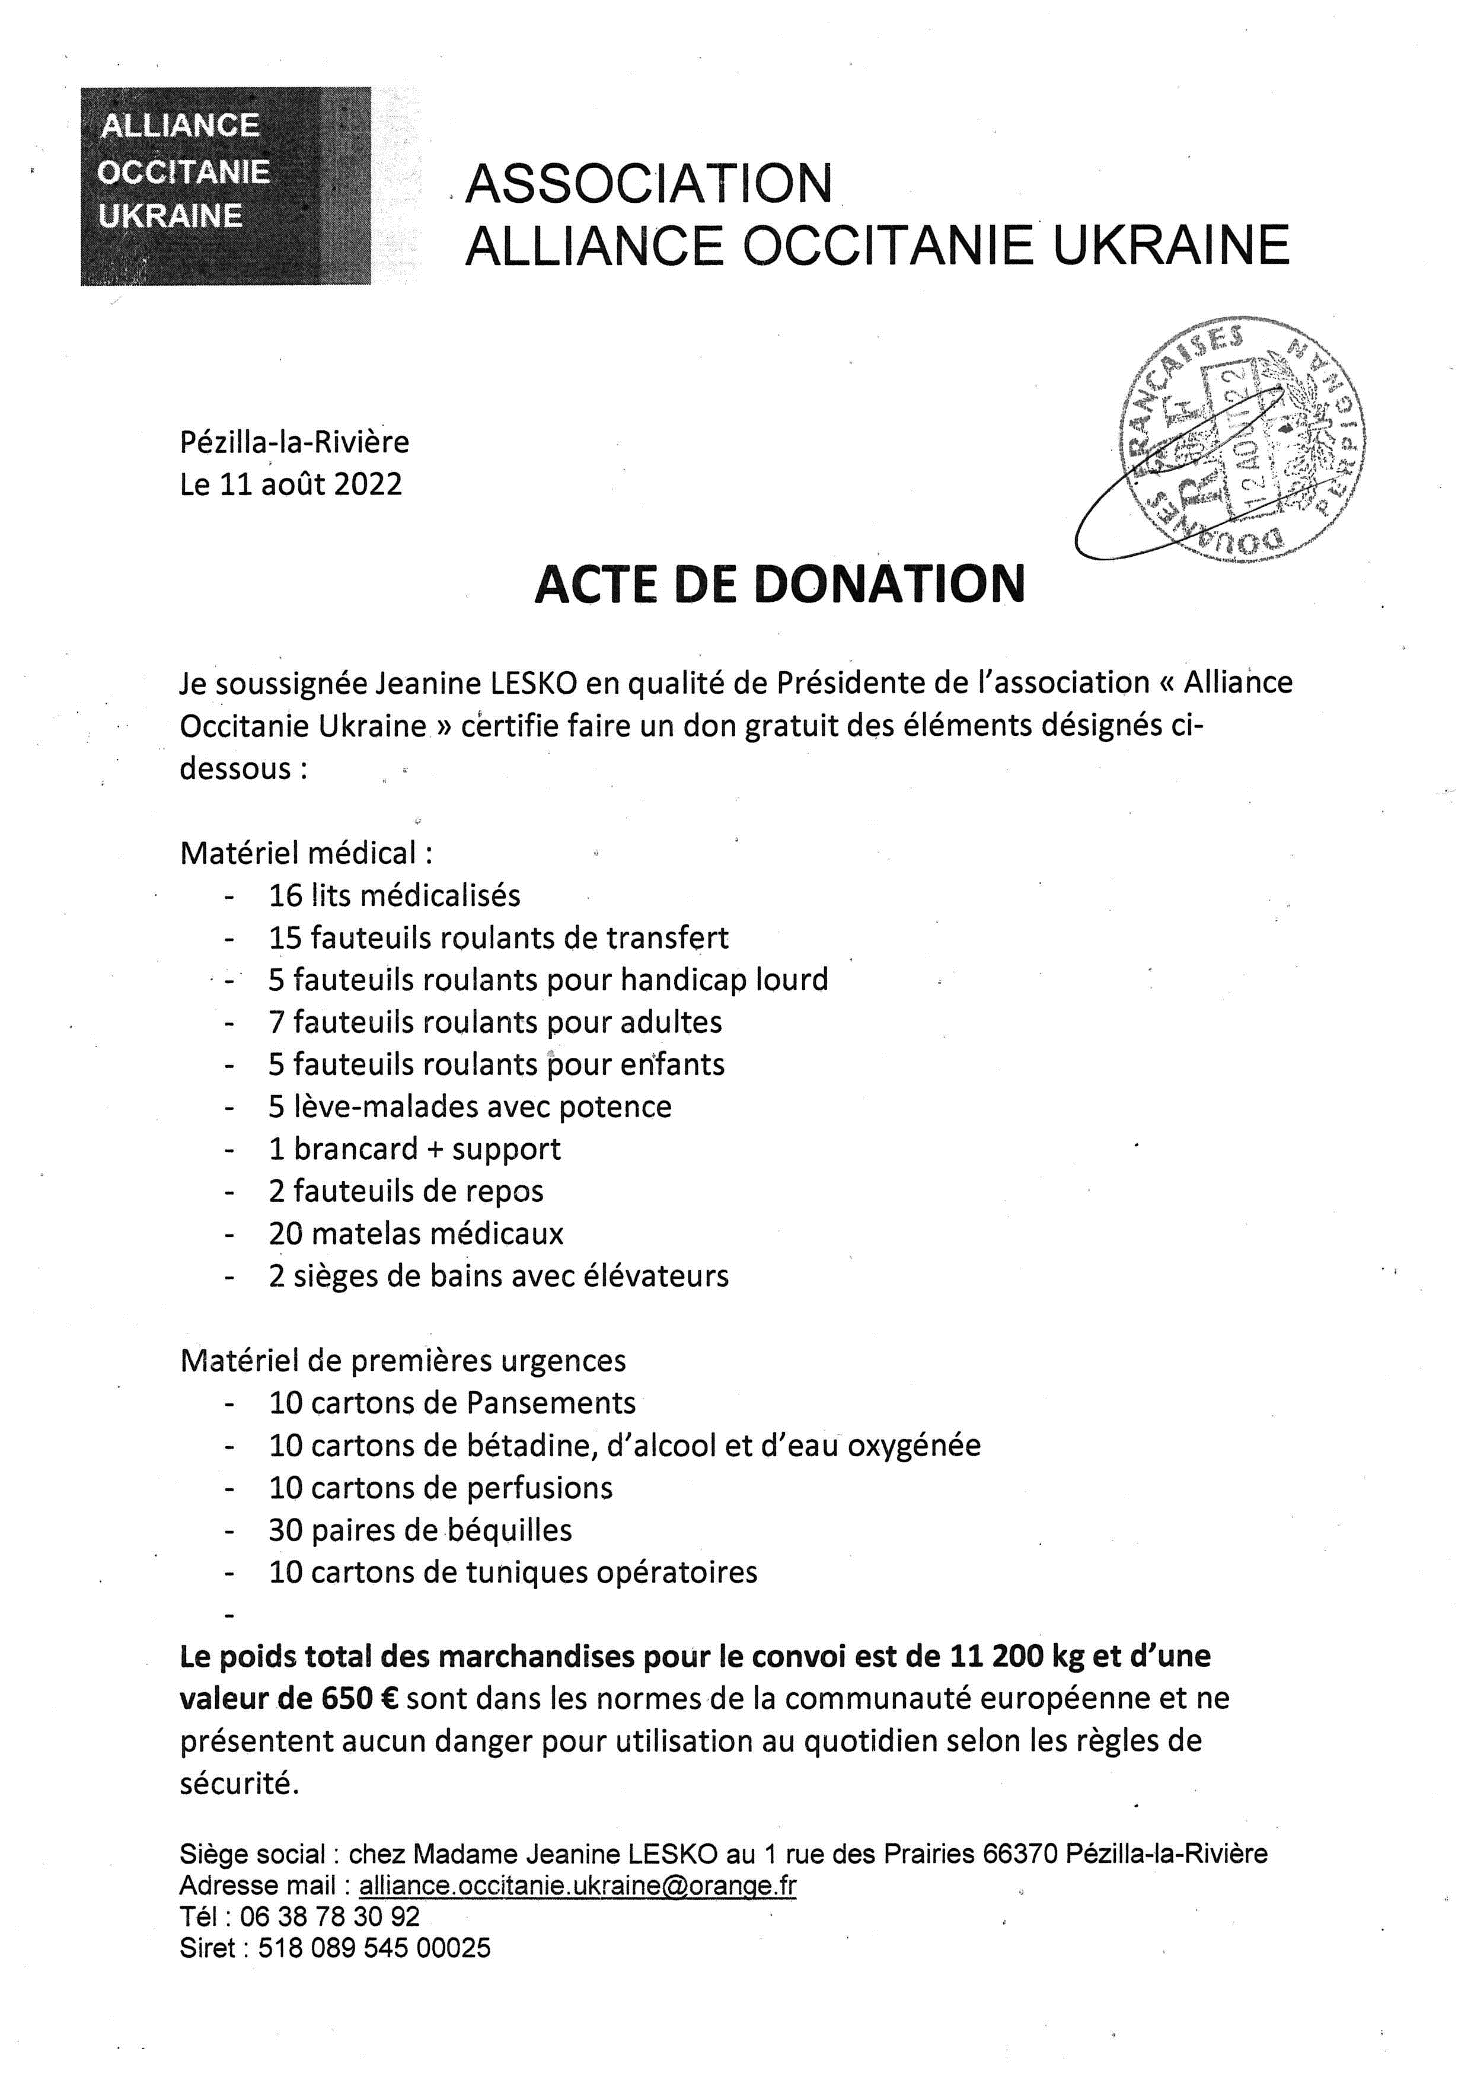 ALLIANCE
OCCITANIE
UKRAINE
ASSOCIATION
ALLIANCE OCCITANIE UKRAINE
DOUANES FRANCAISES
PERPIGNAN
R F
12 AOUT 22
Pézilla-la-Rivière
Le 11 août 2022
ACTE DE DONATION
Je soussignée Jeanine LESKO en qualité de Présidente de l'association « Alliance
Occitanie Ukraine » certifie faire un don gratuit des éléments désignés ci-
dessous :
Matériel médical :
- 16 lits médicalisés
- 15 fauteuils roulants de transfert
- 5 fauteuils roulants pour handicap lourd
- 7 fauteuils roulants pour adultes
- 5 fauteuils roulants pour enfants
- 5 lève-malades avec potence
- 1 brancard + support
- 2 fauteuils de repos
- 20 matelas médicaux
- 2 sièges de bains avec élévateurs
Matériel de premières urgences
- 10 cartons de Pansements
- 10 cartons de bétadine, d'alcool et d'eau oxygénée
- 10 cartons de perfusions
- 30 paires de béquilles
- 10 cartons de tuniques opératoires
-
Le poids total des marchandises pour le convoi est de 11 200 kg et d'une
valeur de 650 € sont dans les normes de la communauté européenne et ne
présentent aucun danger pour utilisation au quotidien selon les règles de
sécurité.
Siège social : chez Madame Jeanine LESKO au 1 rue des Prairies 66370 Pézilla-la-Rivière
Adresse mail : alliance.occitanie.ukraine@orange.fr
Tél : 06 38 78 30 92
Siret : 518 089 545 00025